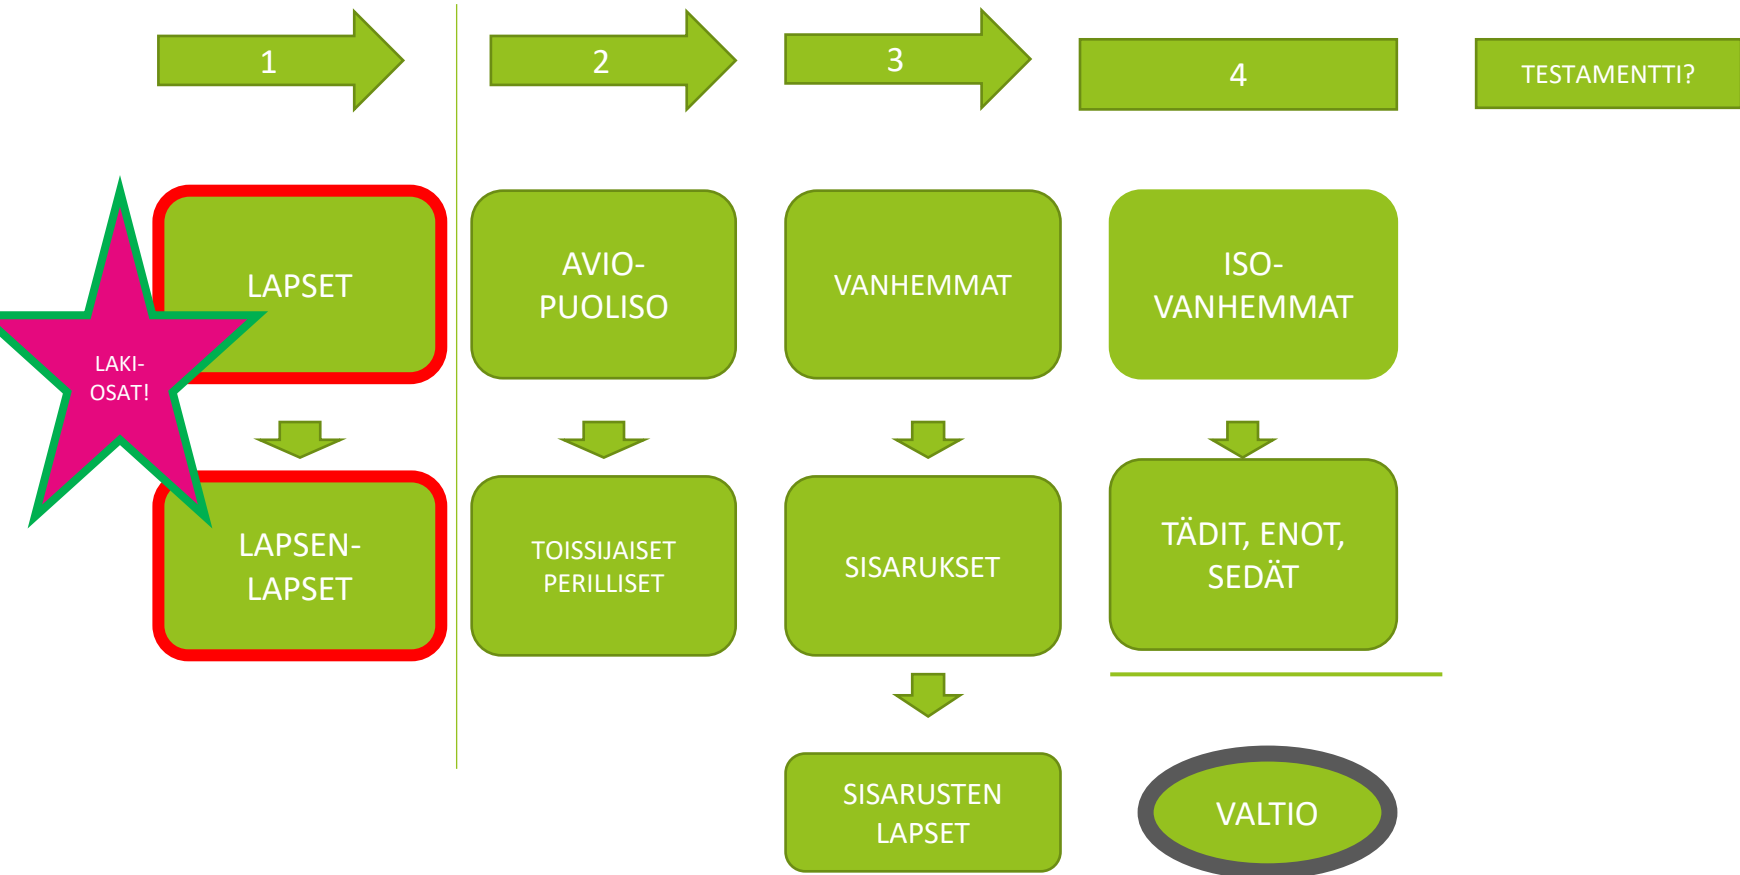 1
2
3
4
TESTAMENTTI?
LAPSET
AVIO-
PUOLISO
VANHEMMAT
ISO-
VANHEMMAT
LAKI-
OSAT!
LAPSEN-
LAPSET
TOISSIJAISET
PERILLISET
SISARUKSET
TÄDIT, ENOT,
SEDÄT
SISARUSTEN
LAPSET
VALTIO